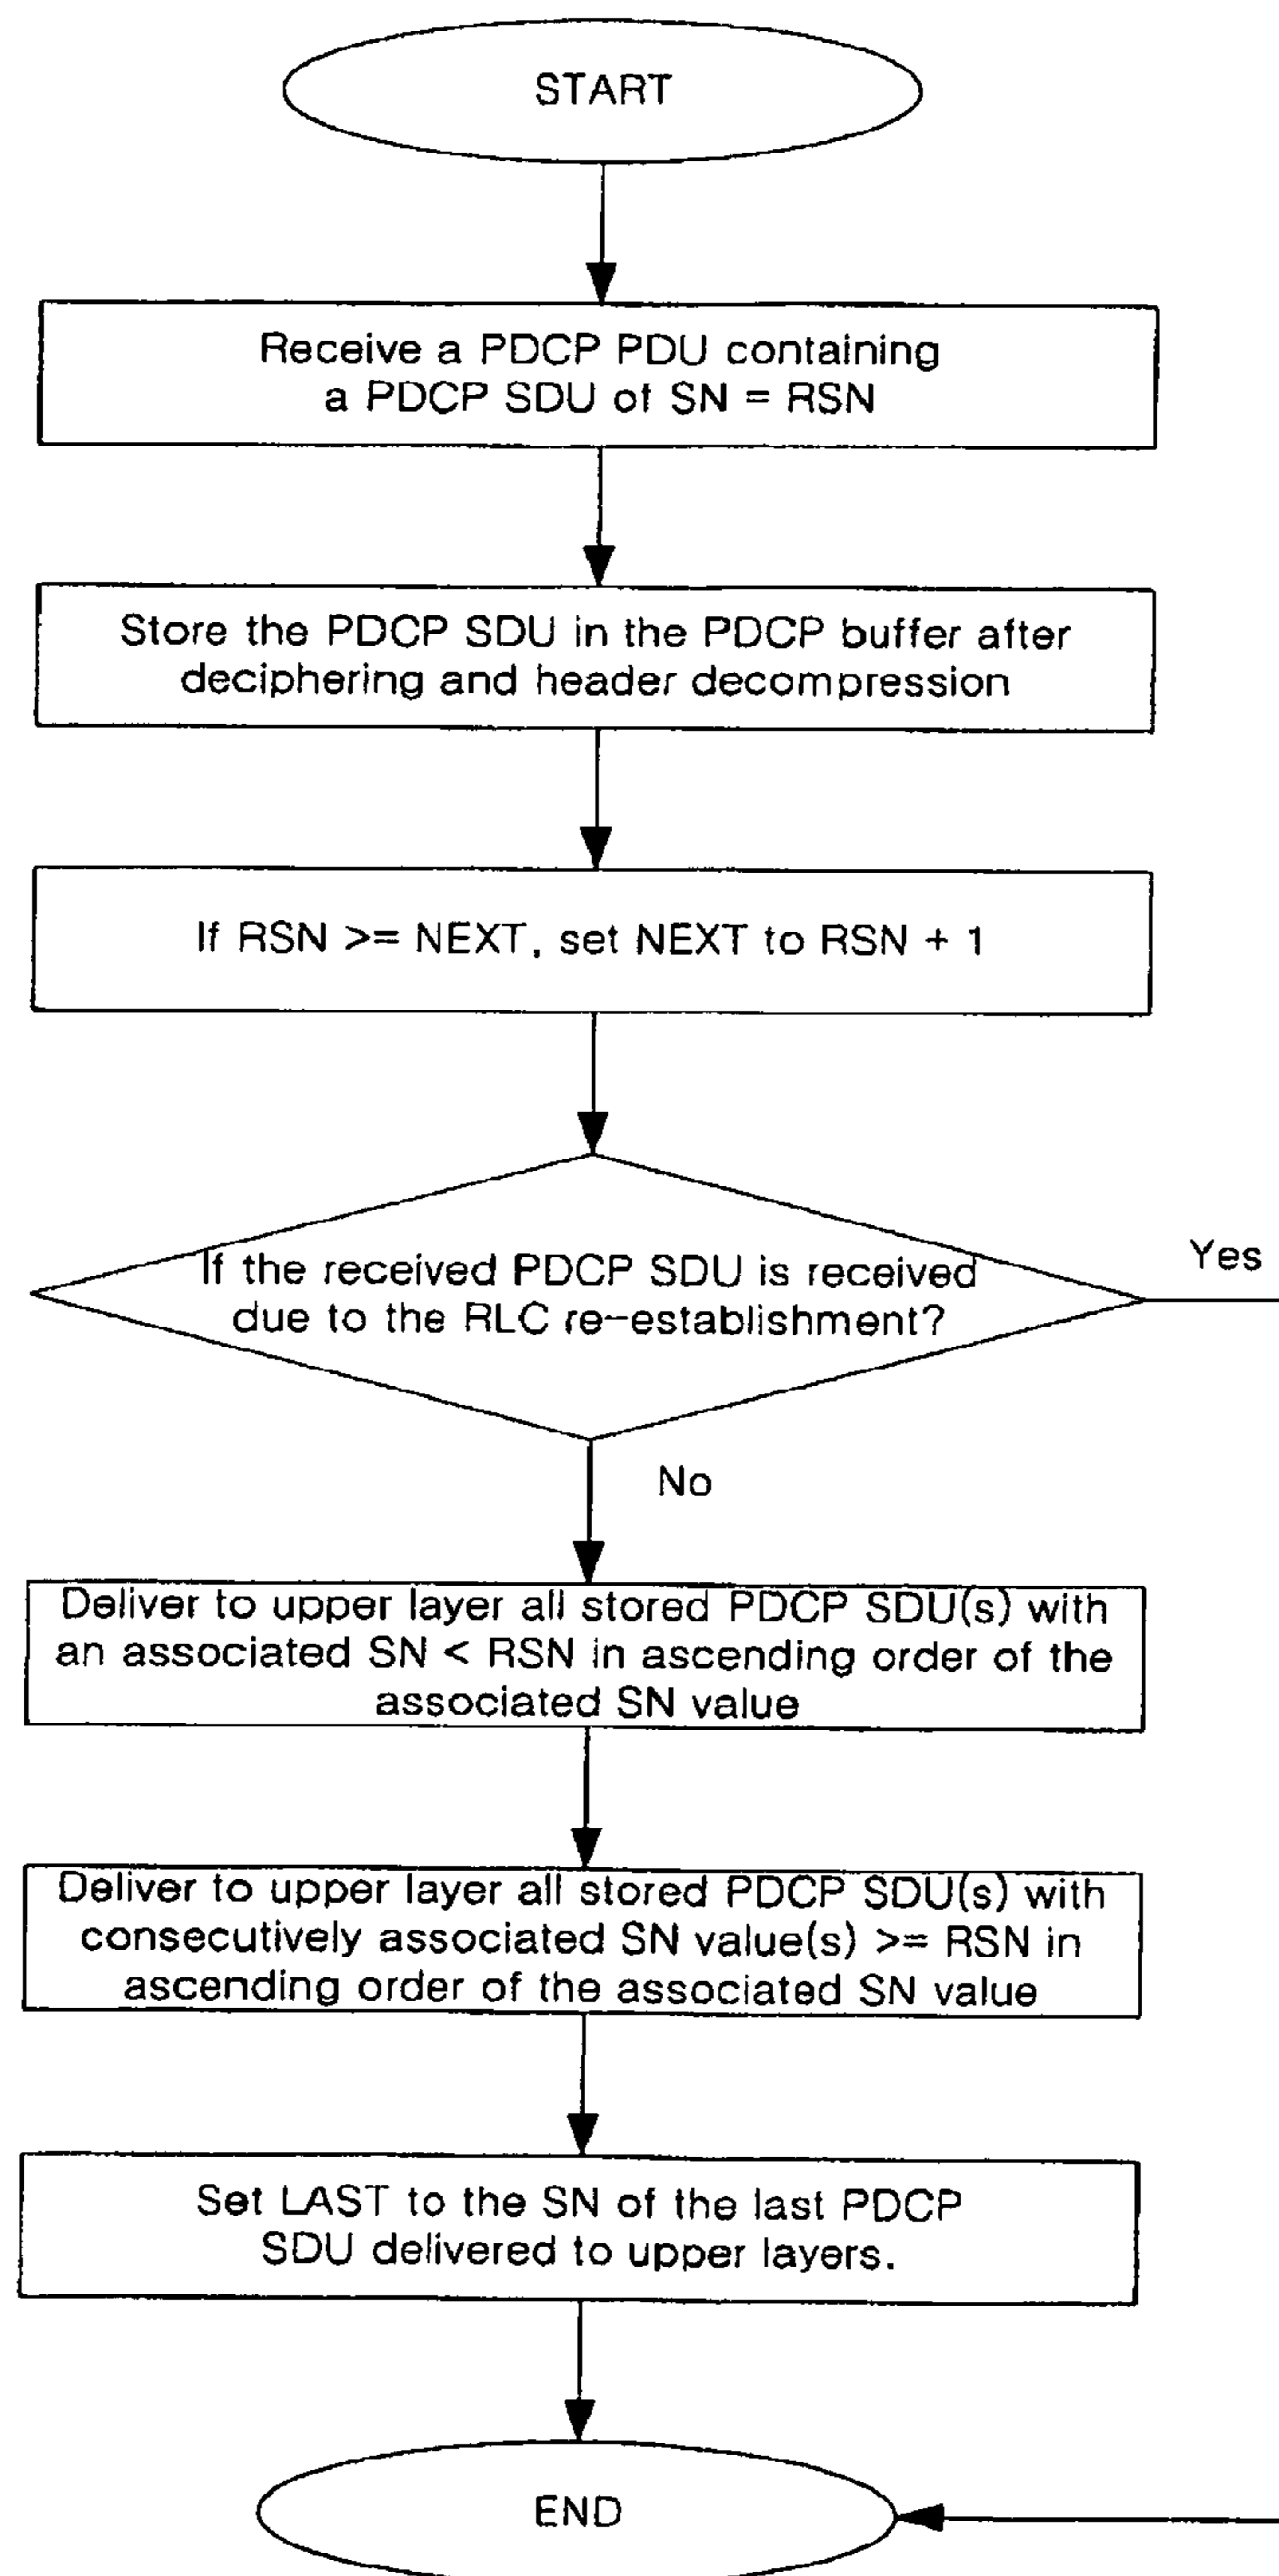 START
Receive a PDCP PDU containing
a PDCP SDU of SN = RSN
Store the PDCP SDU in the PDCP buffer after
deciphering and header decompression
If RSN >= NEXT, set NEXT to RSN + 1
If the received PDCP SDU is received
due to the RLC re-establishment?
Yes
No
Deliver to upper layer all stored PDCP SDU(s) with
an associated SN < RSN in ascending order of the
associated SN value
Deliver to upper layer all stored PDCP SDU(s) with
consecutively associated SN value(s) >= RSN in
ascending order of the associated SN value
Set LAST to the SN of the last PDCP
SDU delivered to upper layers.
END